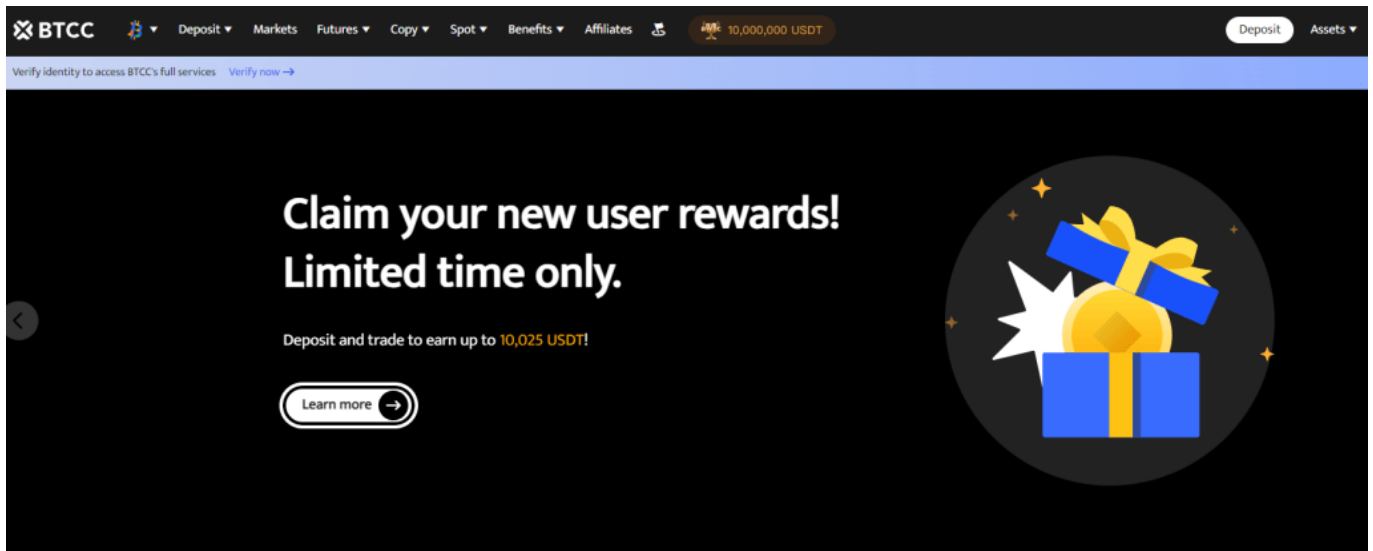 BTCC Deposit Markets Futures Copy Spot Benefits Affiliates 10,000,000 USDT Deposit Assets
Verify identity to access BTCC's full services Verify now →
Claim your new user rewards!
Limited time only.
Deposit and trade to earn up to 10,025 USDT!
Learn more